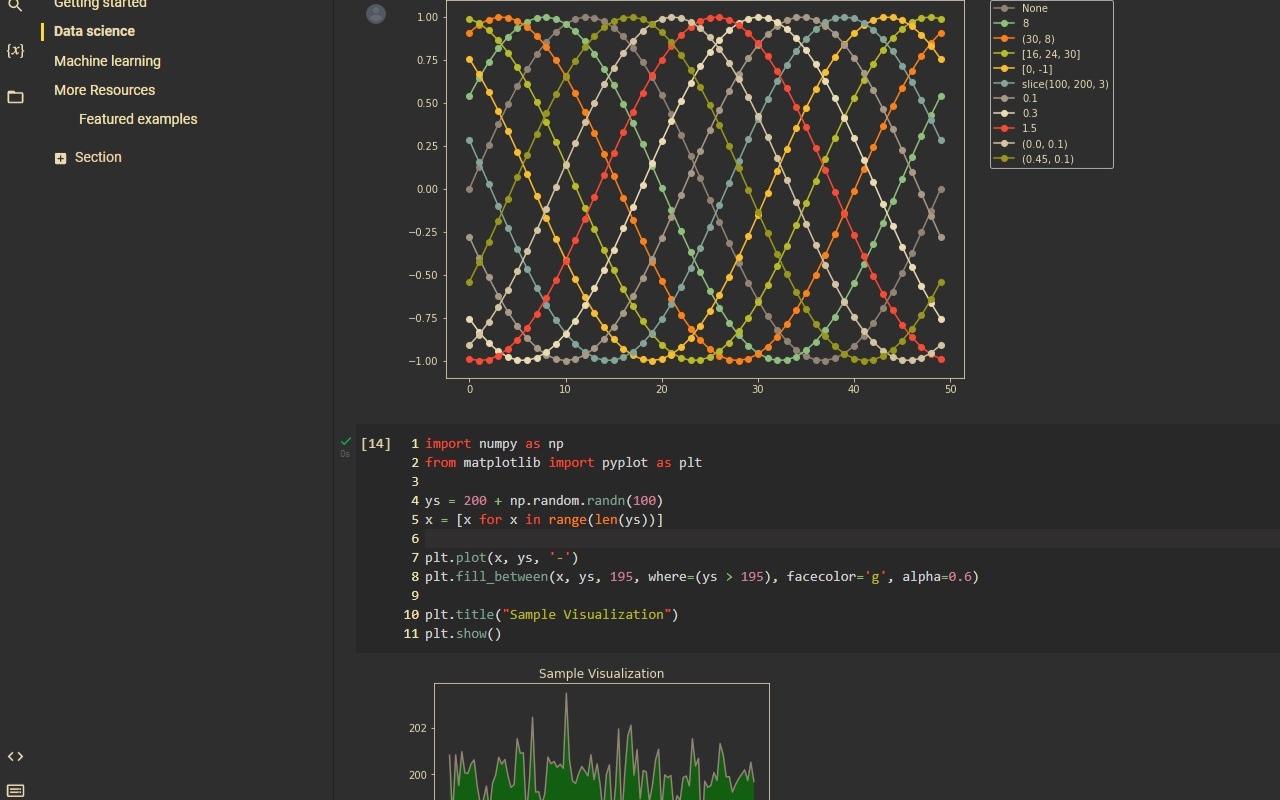 Getting started
Data science
Machine learning
More Resources
Featured examples
Section
{x}
1.00
0.75
0.50
0.25
0.00
−0.25
−0.50
−0.75
−1.00
0
10
20
30
40
50
None
8
(30, 8)
[16, 24, 30]
[0, -1]
slice(100, 200, 3)
0.1
0.3
1.5
(0.0, 0.1)
(0.45, 0.1)
0s
[14]
1 import numpy as np
2 from matplotlib import pyplot as plt
3
4 ys = 200 + np.random.randn(100)
5 x = [x for x in range(len(ys))]
6
7 plt.plot(x, ys, '-')
8 plt.fill_between(x, ys, 195, where=(ys > 195), facecolor='g', alpha=0.6)
9
10 plt.title("Sample Visualization")
11 plt.show()
Sample Visualization
202
200